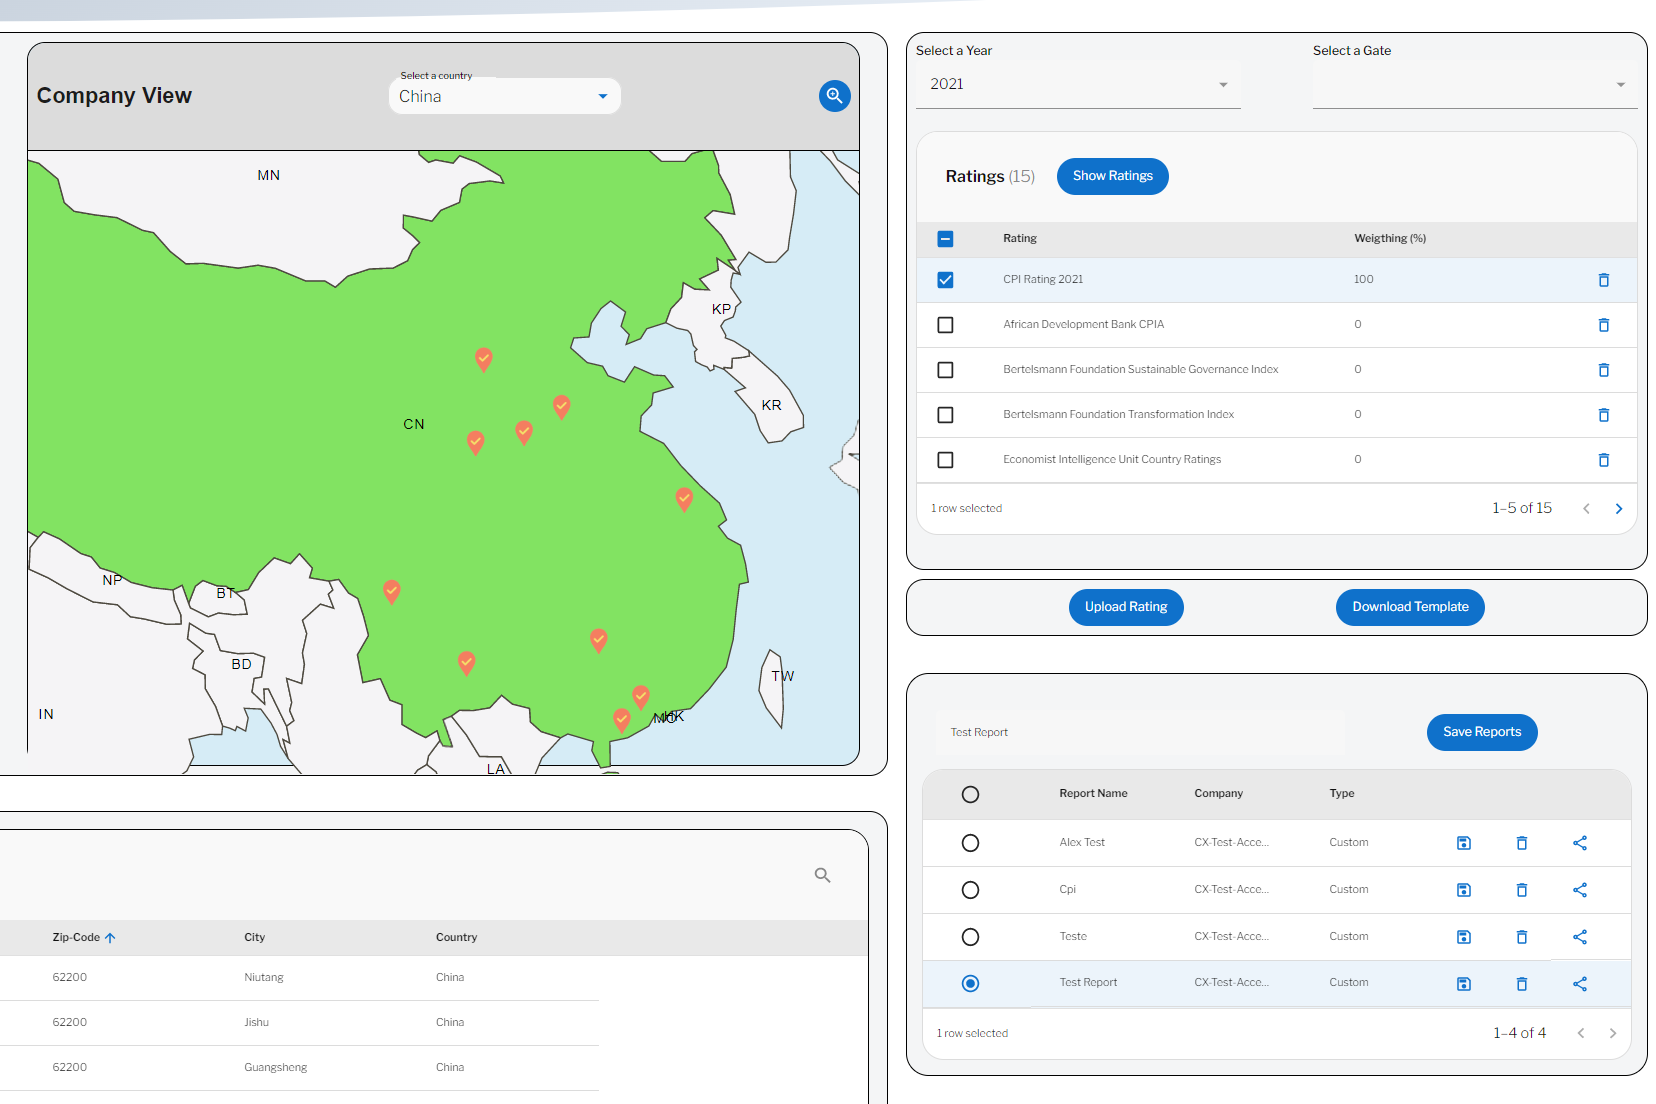 Company View
Select a country
China
MN
KP
KR
CN
NP
BT
BD
IN
TW
MO
HK
LA
Zip-Code
City
Country
62200
Niutang
China
62200
Jishu
China
62200
Guangsheng
China
Select a Year
2021
Select a Gate
Ratings (15)
Show Ratings
Rating
Weigthing (%)
CPI Rating 2021
100
African Development Bank CPIA
0
Bertelsmann Foundation Sustainable Governance Index
0
Bertelsmann Foundation Transformation Index
0
Economist Intelligence Unit Country Ratings
0
1 row selected
1–5 of 15
Upload Rating
Download Template
Test Report
Save Reports
Report Name
Company
Type
Alex Test
CX-Test-Acce...
Custom
Cpi
CX-Test-Acce...
Custom
Teste
CX-Test-Acce...
Custom
Test Report
CX-Test-Acce...
Custom
1 row selected
1–4 of 4